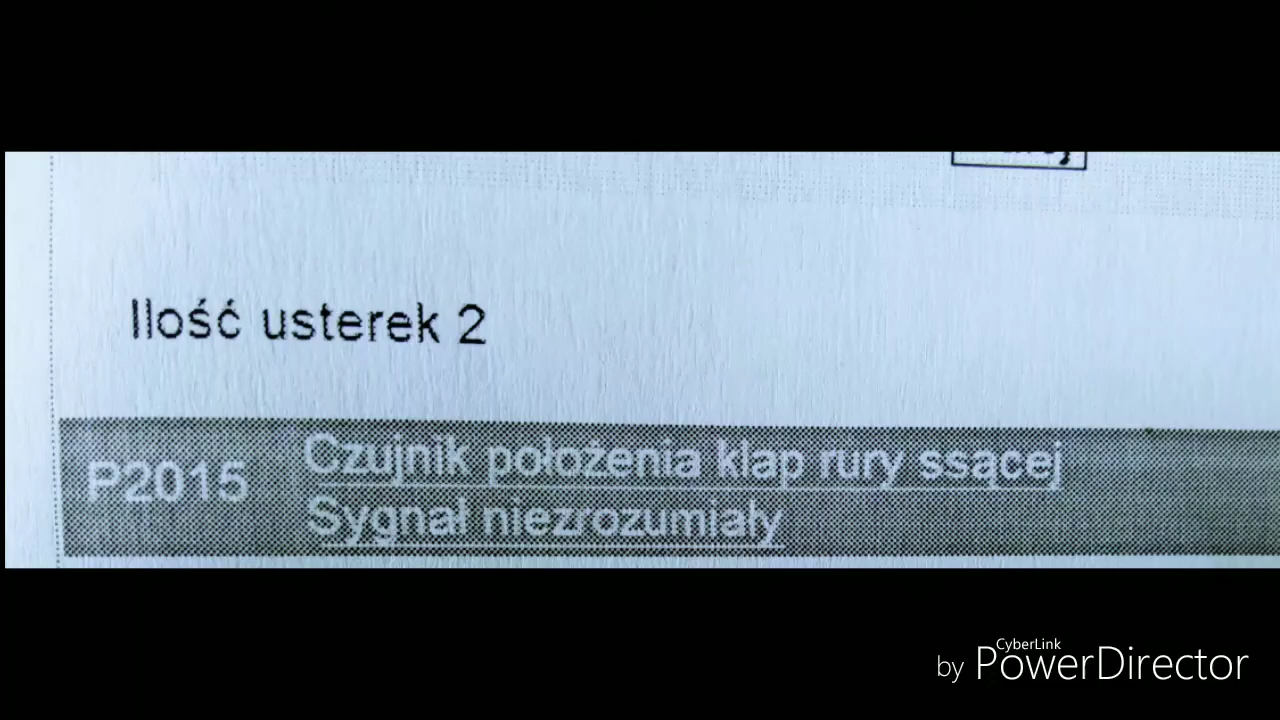 Ilość usterek 2
P2015 Czujnik położenia klap rury ssącej
Sygnał niezrozumiały
CyberLink
by PowerDirector